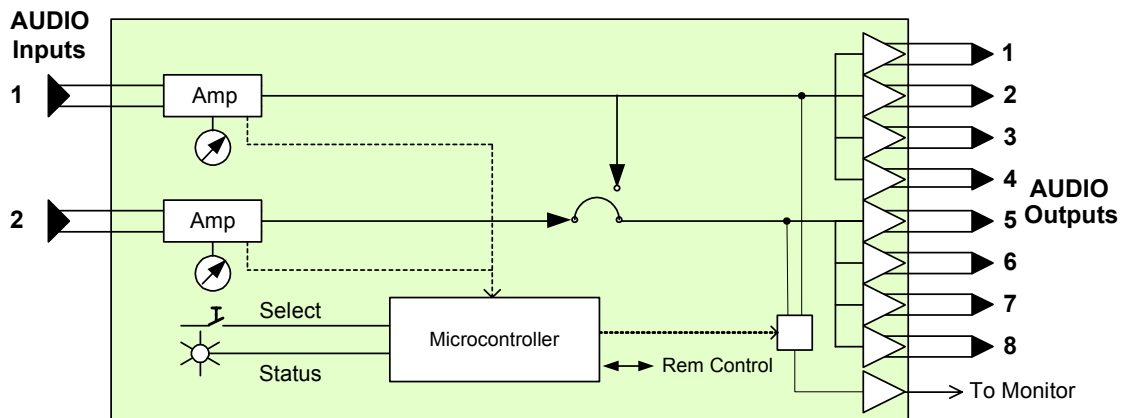 AUDIO
Inputs
1
Amp
2
Amp
Select
Status
Microcontroller
Rem Control
1
2
3
4
AUDIO
Outputs
5
6
7
8
To Monitor